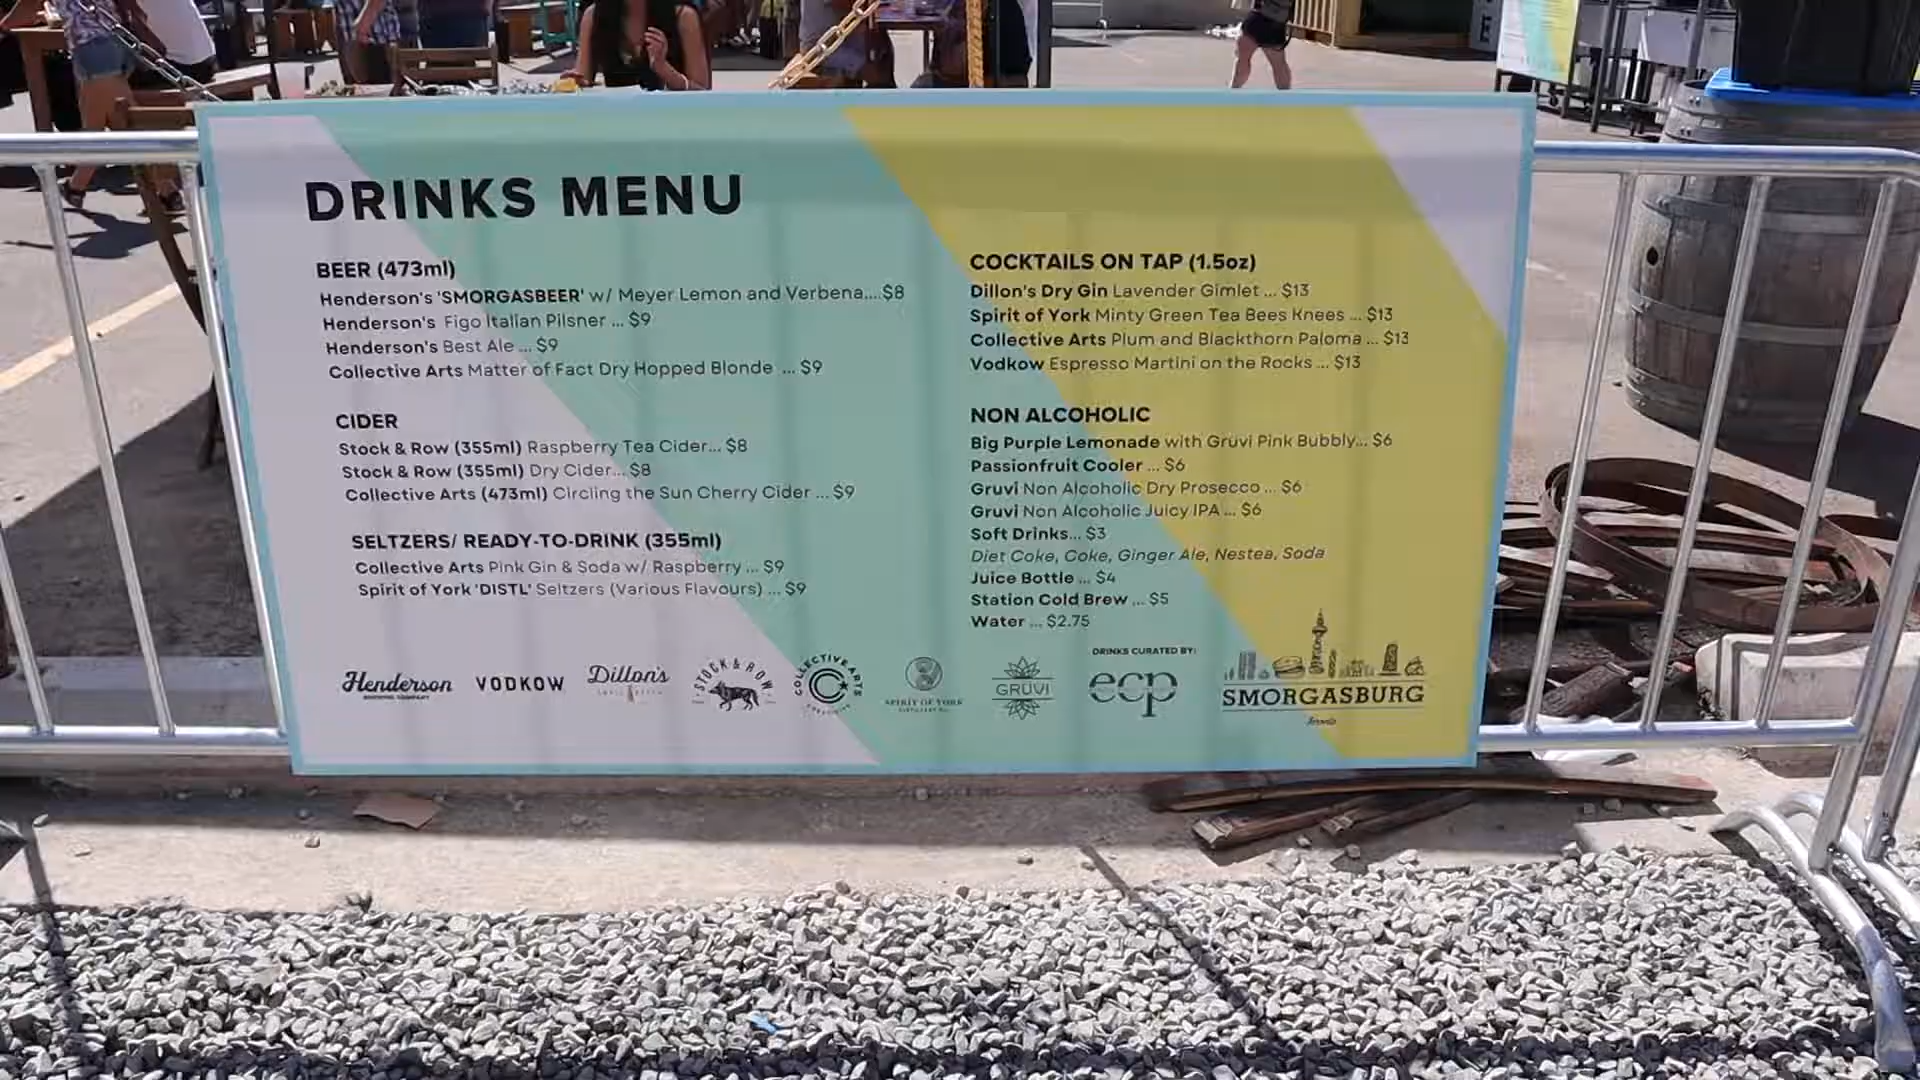 DRINKS MENU
BEER (473ml)
Henderson's 'SMORGASBEER' w/ Meyer Lemon and Verbena....$8
Henderson's Figo Italian Pilsner ... $9
Henderson's Best Ale ... $9
Collective Arts Matter of Fact Dry Hopped Blonde ... $9
CIDER
Stock & Row (355ml) Raspberry Tea Cider... $8
Stock & Row (355ml) Dry Cider... $8
Collective Arts (473ml) Circling the Sun Cherry Cider ... $9
SELTZERS/ READY-TO-DRINK (355ml)
Collective Arts Pink Gin & Soda w/ Raspberry ... $9
Spirit of York 'DISTL' Seltzers (Various Flavours) ... $9
COCKTAILS ON TAP (1.5oz)
Dillon's Dry Gin Lavender Gimlet ... $13
Spirit of York Minty Green Tea Bees Knees ... $13
Collective Arts Plum and Blackthorn Paloma ... $13
Vodkow Espresso Martini on the Rocks ... $13
NON ALCOHOLIC
Big Purple Lemonade with Gruvi Pink Bubbly... $6
Passionfruit Cooler ... $6
Gruvi Non Alcoholic Dry Prosecco ... $6
Gruvi Non Alcoholic Juicy IPA ... $6
Soft Drinks... $3
Diet Coke, Coke, Ginger Ale, Nestea, Soda
Juice Bottle ... $4
Station Cold Brew ... $5
Water ... $2.75
Henderson
BREWING COMPANY
VODKOW
Dillon's
STOCK & ROW
COLLECTIVE ARTS
SPIRIT OF YORK
GRUVI
DRINKS CURATED BY:
ecp
SMORGASBURG
Toronto